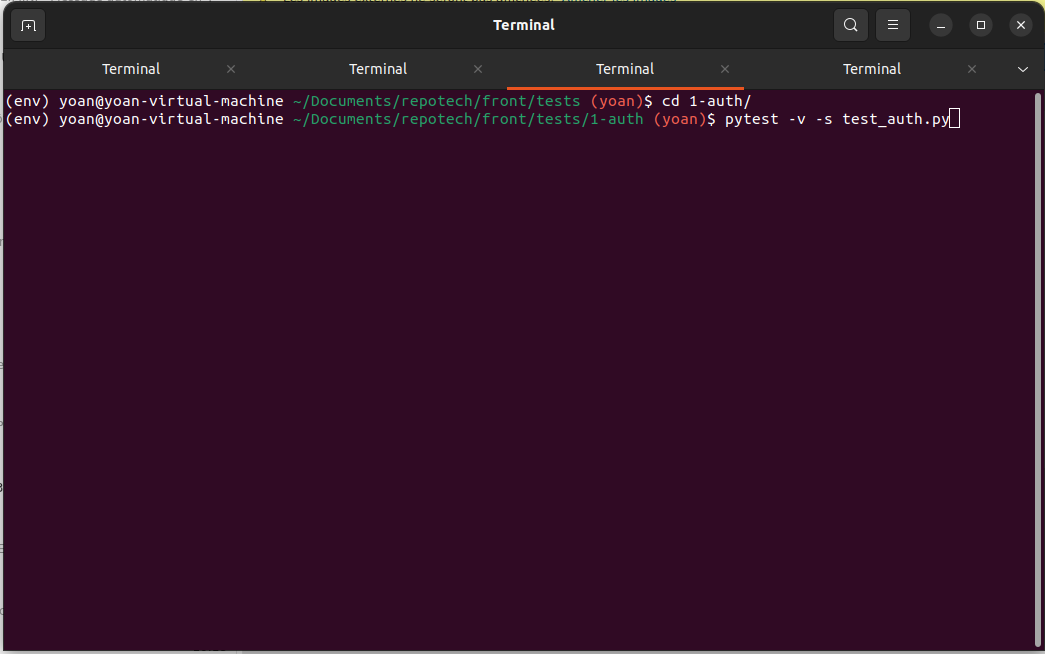 Terminal
Terminal
Terminal
Terminal
Terminal
(env) yoan@yoan-virtual-machine ~/Documents/repotech/front/tests (yoan)$ cd 1-auth/
(env) yoan@yoan-virtual-machine ~/Documents/repotech/front/tests/1-auth (yoan)$ pytest -v -s test_auth.py